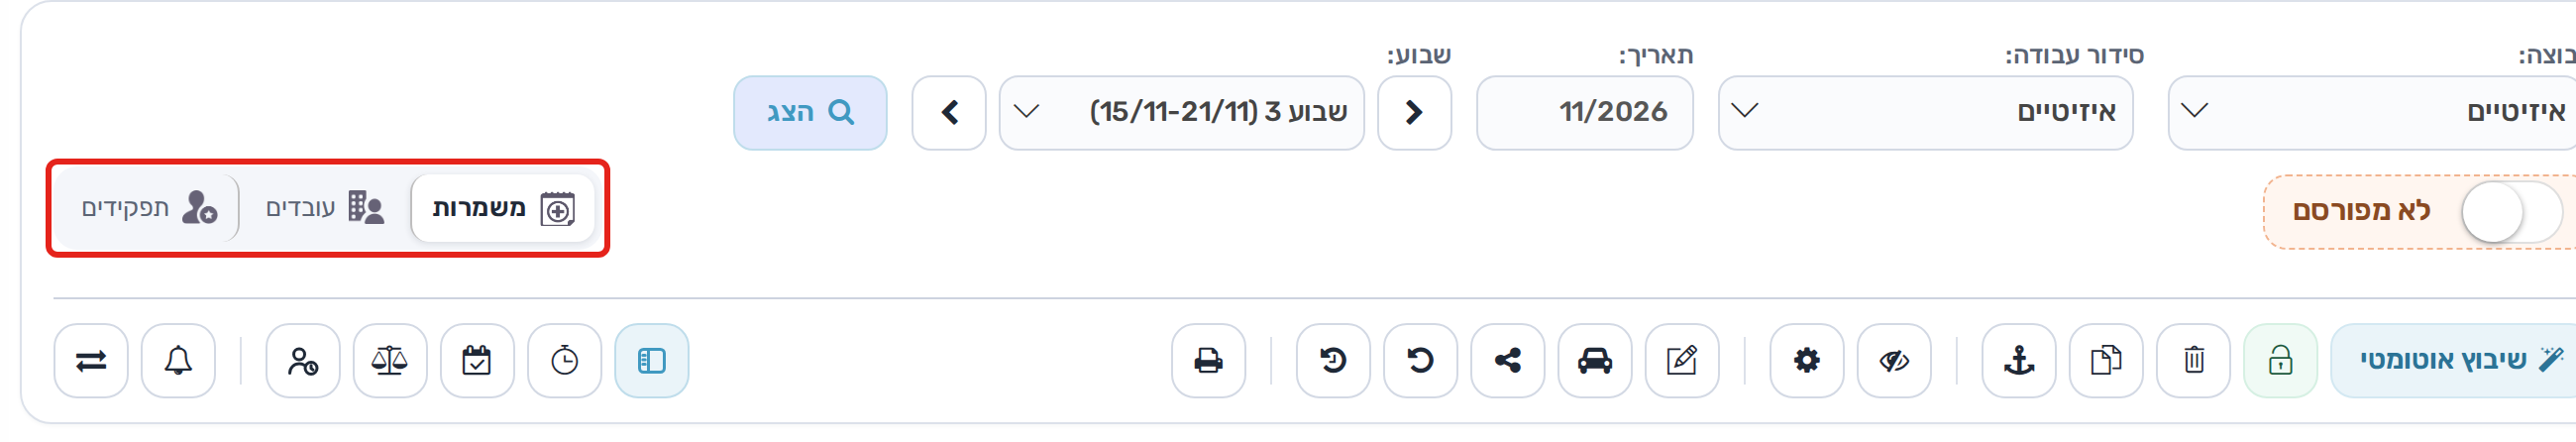 בוצה:
סידור עבודה:
תאריך:
שבוע:
איזיטיים
איזיטיים
11/2026
שבוע 3 (15/11-21/11)
הצג
לא מפורסם
משמרות
עובדים
תפקידים
שיבוץ אוטומטי